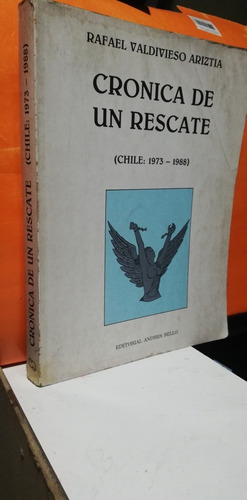 RAFAEL VALDIVIESO ARIZTIA
CRONICA DE
UN RESCATE
(CHILE: 1973 – 1988)
EDITORIAL ANDRES BELLO
CRONICA DE UN RESCATE (CHILE: 1973 – 1988)